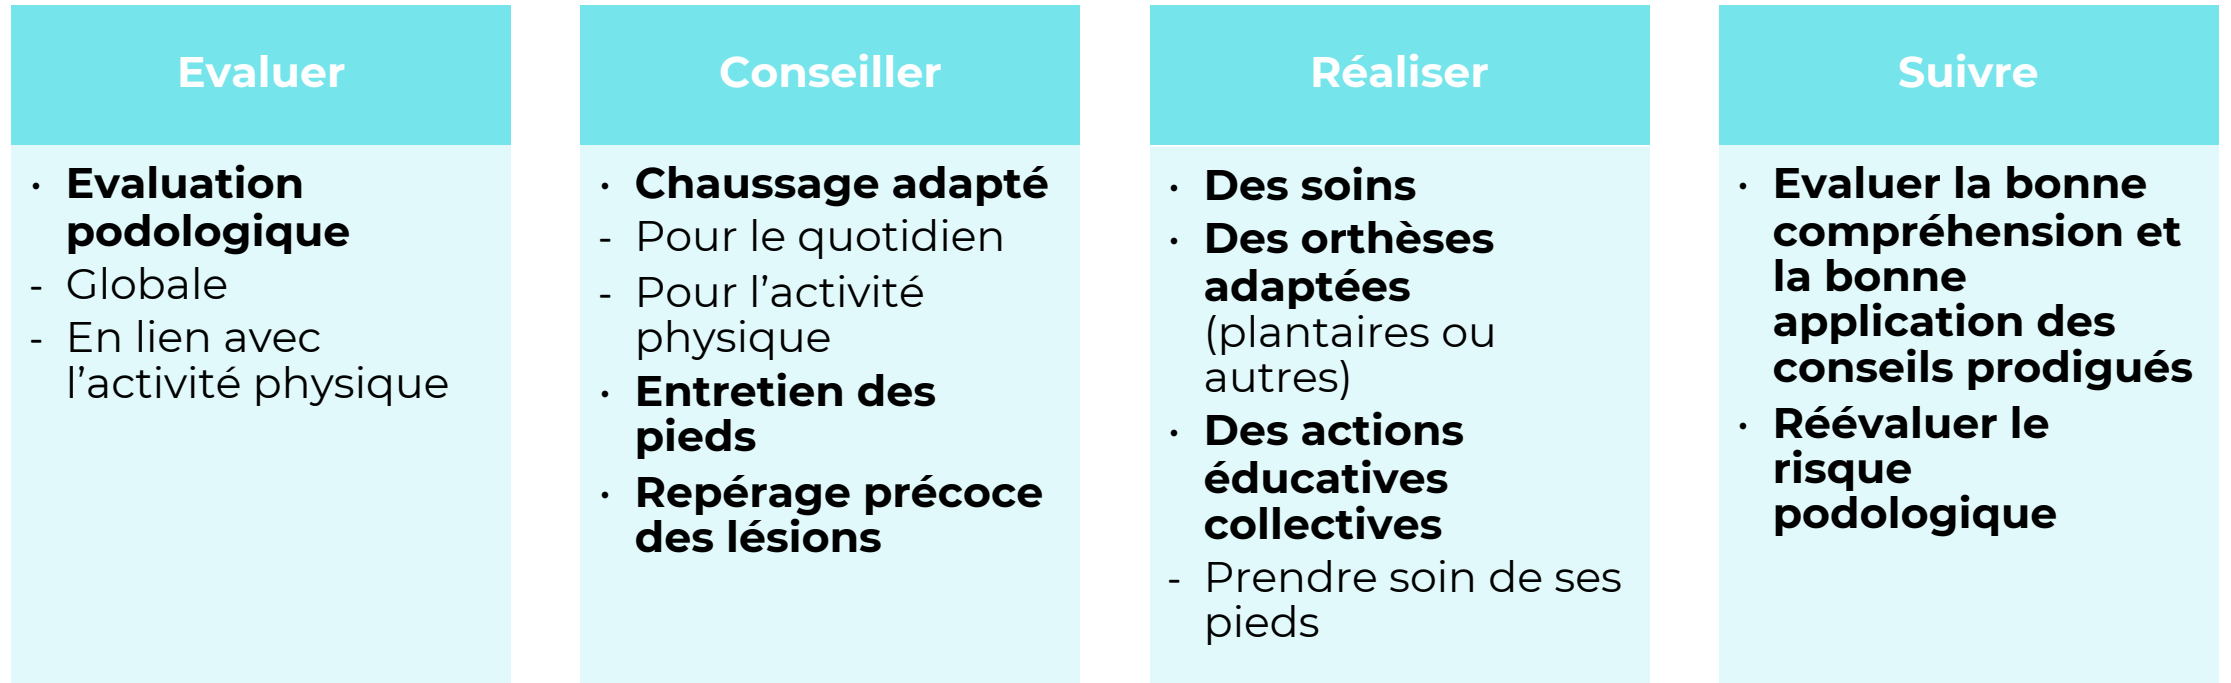 Evaluer
· Evaluation
podologique
- Globale
- En lien avec
l’activité physique
Conseiller
· Chaussage adapté
- Pour le quotidien
- Pour l’activité
physique
· Entretien des
pieds
· Repérage précoce
des lésions
Réaliser
· Des soins
· Des orthèses
adaptées
(plantaires ou
autres)
· Des actions
éducatives
collectives
- Prendre soin de ses
pieds
Suivre
· Evaluer la bonne
compréhension et
la bonne
application des
conseils prodigués
· Réévaluer le
risque
podologique